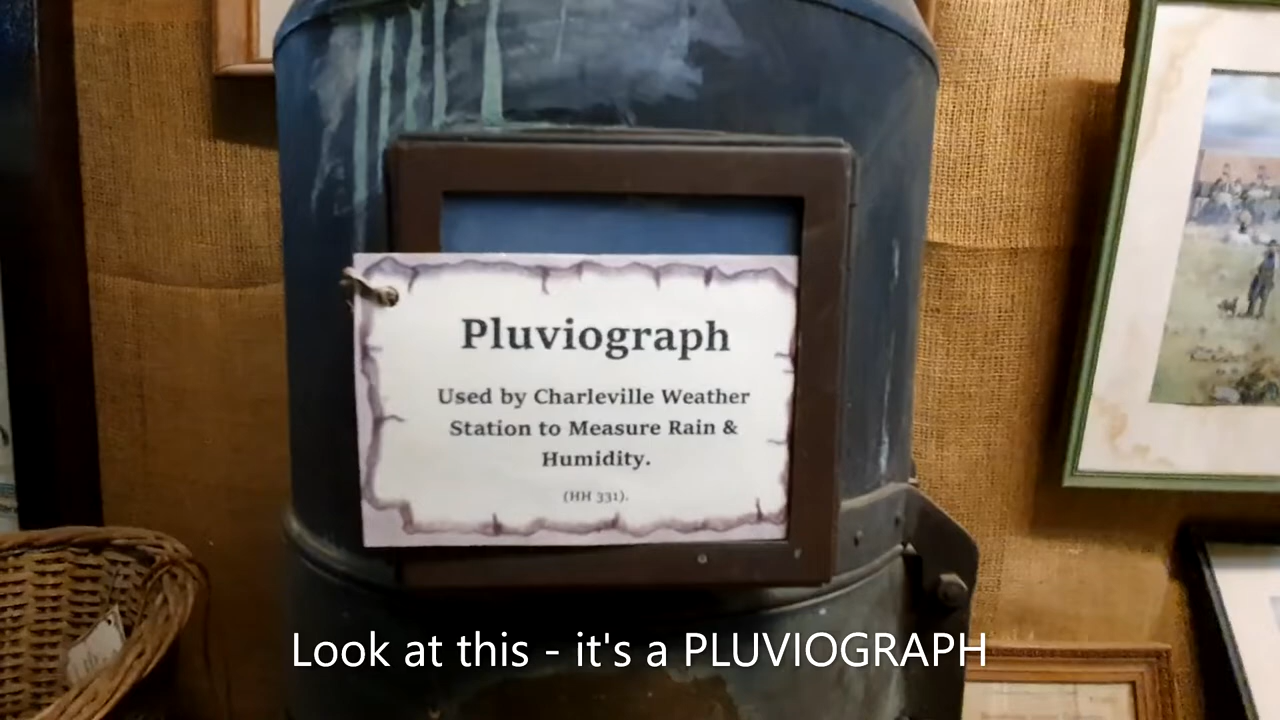 Pluviograph
Used by Charleville Weather
Station to Measure Rain &
Humidity.
(HH 331).
Look at this - it's a PLUVIOGRAPH